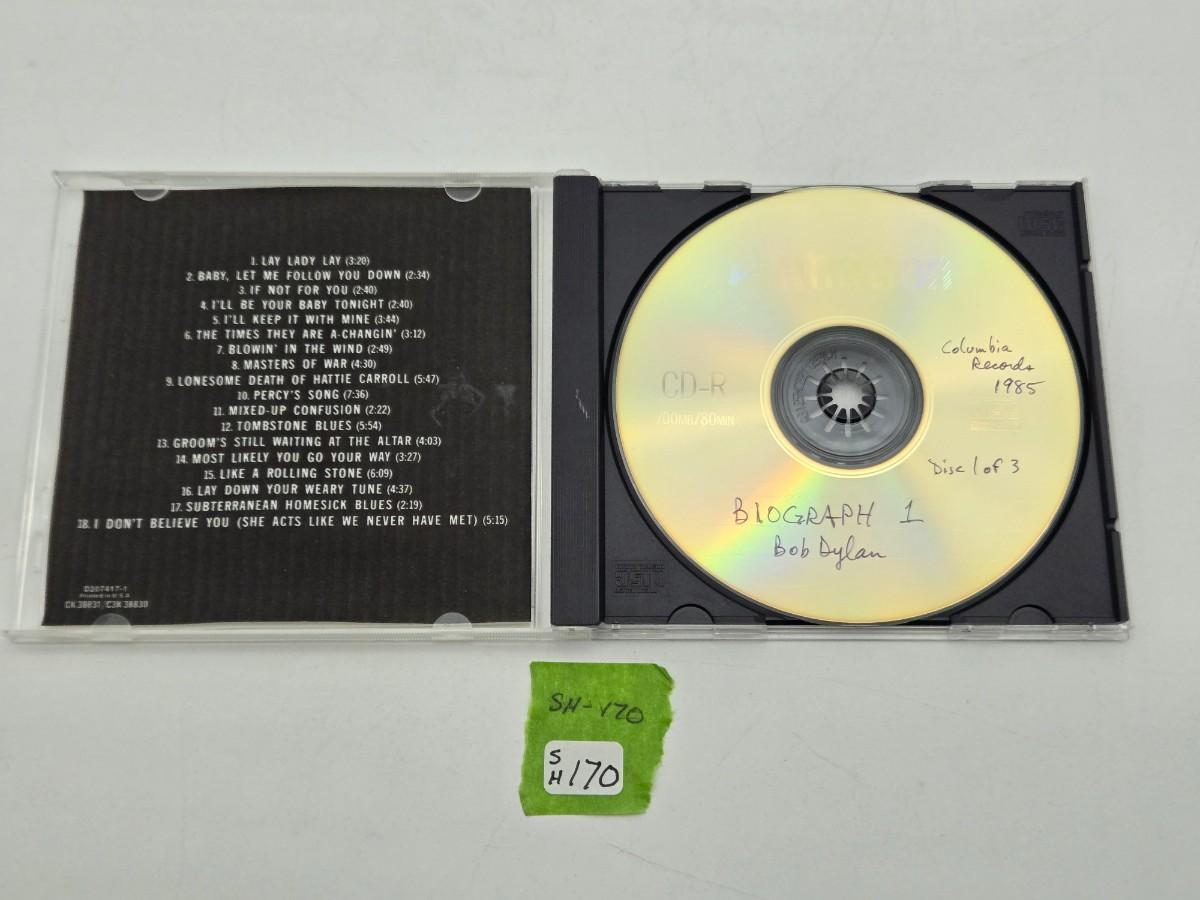 1. LAY LADY LAY (3:20)
2. BABY, LET ME FOLLOW YOU DOWN (2:34)
3. IF NOT FOR YOU (2:40)
4. I'LL BE YOUR BABY TONIGHT (2:40)
5. I'LL KEEP IT WITH MINE (3:44)
6. THE TIMES THEY ARE A-CHANGIN' (3:12)
7. BLOWIN' IN THE WIND (2:49)
8. MASTERS OF WAR (4:30)
9. LONESOME DEATH OF HATTIE CARROLL (5:47)
10. PERCY'S SONG (7:36)
11. MIXED-UP CONFUSION (2:22)
12. TOMBSTONE BLUES (5:54)
13. GROOM'S STILL WAITING AT THE ALTAR (4:03)
14. MOST LIKELY YOU GO YOUR WAY (3:27)
15. LIKE A ROLLING STONE (6:09)
16. LAY DOWN YOUR WEARY TUNE (4:37)
17. SUBTERRANEAN HOMESICK BLUES (2:19)
18. I DON'T BELIEVE YOU (SHE ACTS LIKE WE NEVER HAVE MET) (5:15)
Printed in U.S.A.
CK 38831/C3K 38830
Columbia
Records
1985
CD-R
700MB/80MIN
Disc 1 of 3
BIOGRAPH 1
Bob Dylan
SH-170
SH 170